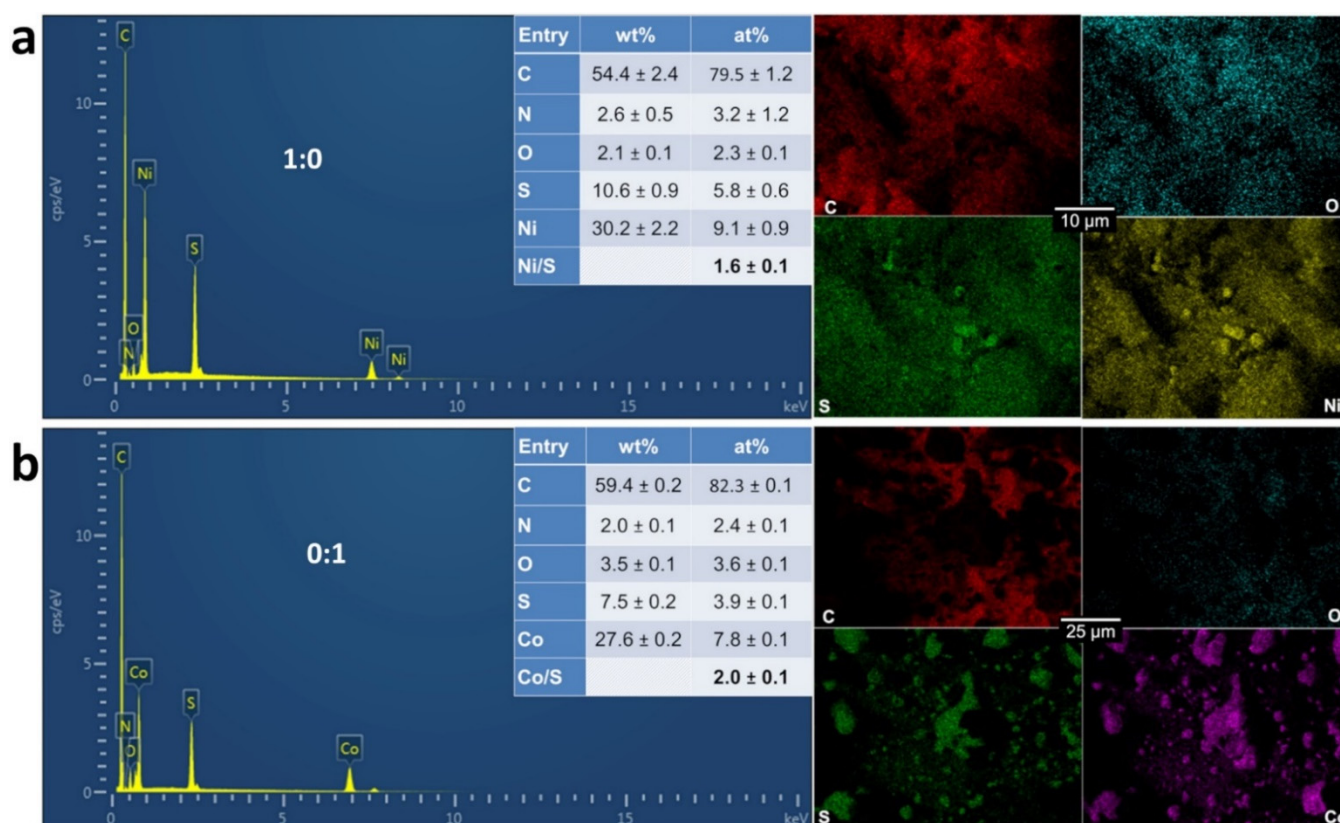 a
C
10
5
0
cps/eV
1:0
Ni
S
O
N
Ni
Ni
0
5
10
15
keV
Entry wt% at%
C 54.4 ± 2.4 79.5 ± 1.2
N 2.6 ± 0.5 3.2 ± 1.2
O 2.1 ± 0.1 2.3 ± 0.1
S 10.6 ± 0.9 5.8 ± 0.6
Ni 30.2 ± 2.2 9.1 ± 0.9
Ni/S 1.6 ± 0.1
C
10 µm
O
S
Ni
b
C
10
5
0
cps/eV
0:1
Co
S
N
O
Co
0
5
10
15
keV
Entry wt% at%
C 59.4 ± 0.2 82.3 ± 0.1
N 2.0 ± 0.1 2.4 ± 0.1
O 3.5 ± 0.1 3.6 ± 0.1
S 7.5 ± 0.2 3.9 ± 0.1
Co 27.6 ± 0.2 7.8 ± 0.1
Co/S 2.0 ± 0.1
C
25 µm
O
S